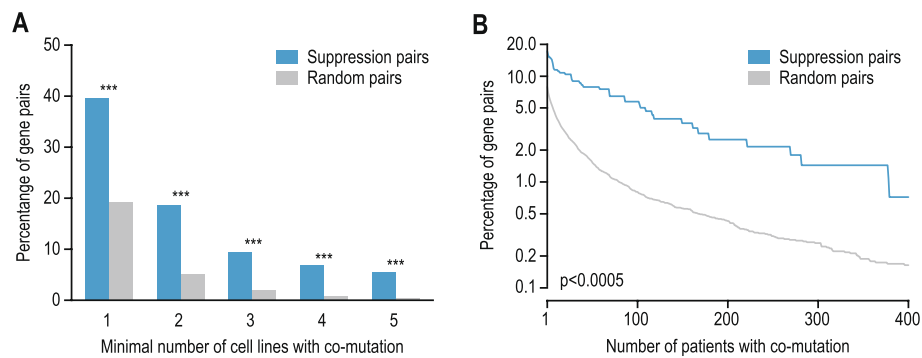 A
Percentange of gene pairs
50
40
30
20
10
0
Suppression pairs
Random pairs
***
***
***
***
***
1 2 3 4 5
Minimal number of cell lines with co-mutation
B
Percentage of gene pairs
20.0
10.0
5.0
2.0
1.0
0.5
0.2
0.1
Suppression pairs
Random pairs
p<0.0005
1 100 200 300 400
Number of patients with co-mutation